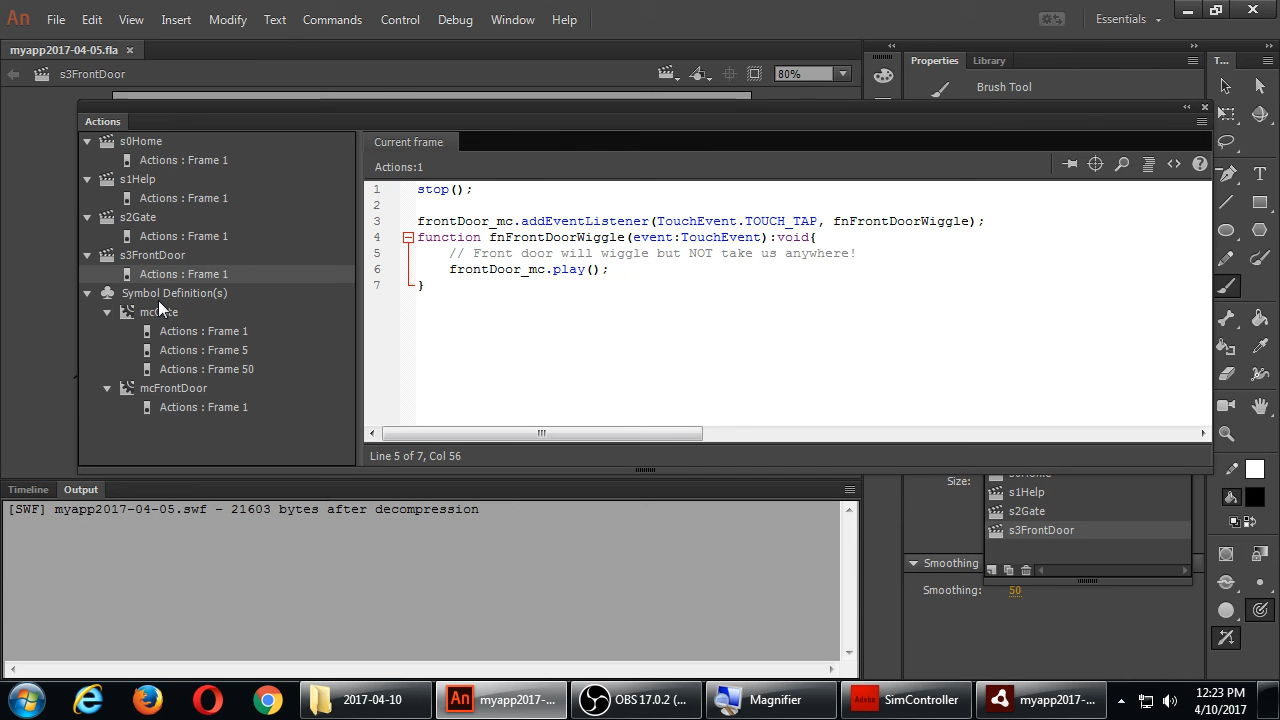 An File Edit View Insert Modify Text Commands Control Debug Window Help Essentials
myapp2017-04-05.fla ×
s3FrontDoor 80%
Properties Library T...
Brush Tool
Actions
s0Home
Actions : Frame 1
s1Help
Actions : Frame 1
s2Gate
Actions : Frame 1
s3FrontDoor
Actions : Frame 1
Symbol Definition(s)
Actions : Frame 1
Actions : Frame 5
Actions : Frame 50
mcFrontDoor
Actions : Frame 1
Current frame
Actions:1
1 stop();
2
3 frontDoor_mc.addEventListener(TouchEvent.TOUCH_TAP, fnFrontDoorWiggle);
4 function fnFrontDoorWiggle(event:TouchEvent):void{
5 // Front door will wiggle but NOT take us anywhere!
6 frontDoor_mc.play();
7 }
Line 5 of 7, Col 56
Timeline Output
[SWF] myapp2017-04-05.swf - 21603 bytes after decompression
Size:
s1Help
s2Gate
s3FrontDoor
Smoothing
Smoothing: 50
2017-04-10 An myapp2017-... OBS 17.0.2 (... Magnifier Adobe SimController myapp2017-...
12:23 PM
4/10/2017